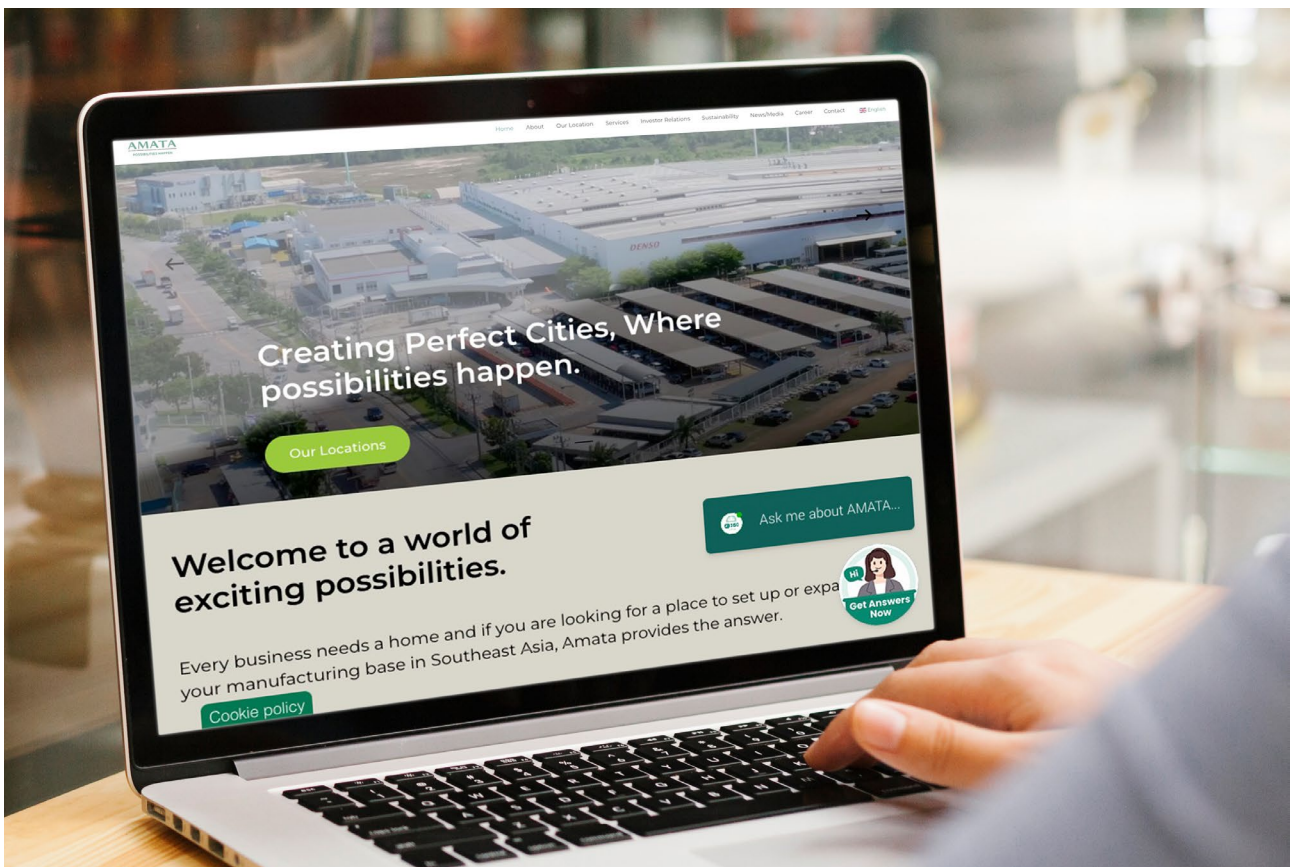 AMATA
Home About Our Location Services Investor Relations Sustainability News/Media Career Contact English
DENSO
Creating Perfect Cities, Where
possibilities happen.
Our Locations
Welcome to a world of
exciting possibilities.
Ask me about AMATA...
Hi
Get Answers
Now
Every business needs a home and if you are looking for a place to set up or expa
your manufacturing base in Southeast Asia, Amata provides the answer.
Cookie policy